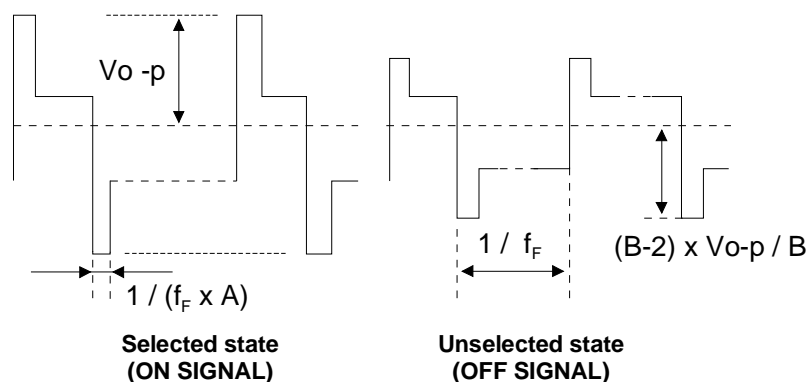 Vo -p
1 / (fF x A)
Selected state
(ON SIGNAL)
1 / fF
(B-2) x Vo-p / B
Unselected state
(OFF SIGNAL)